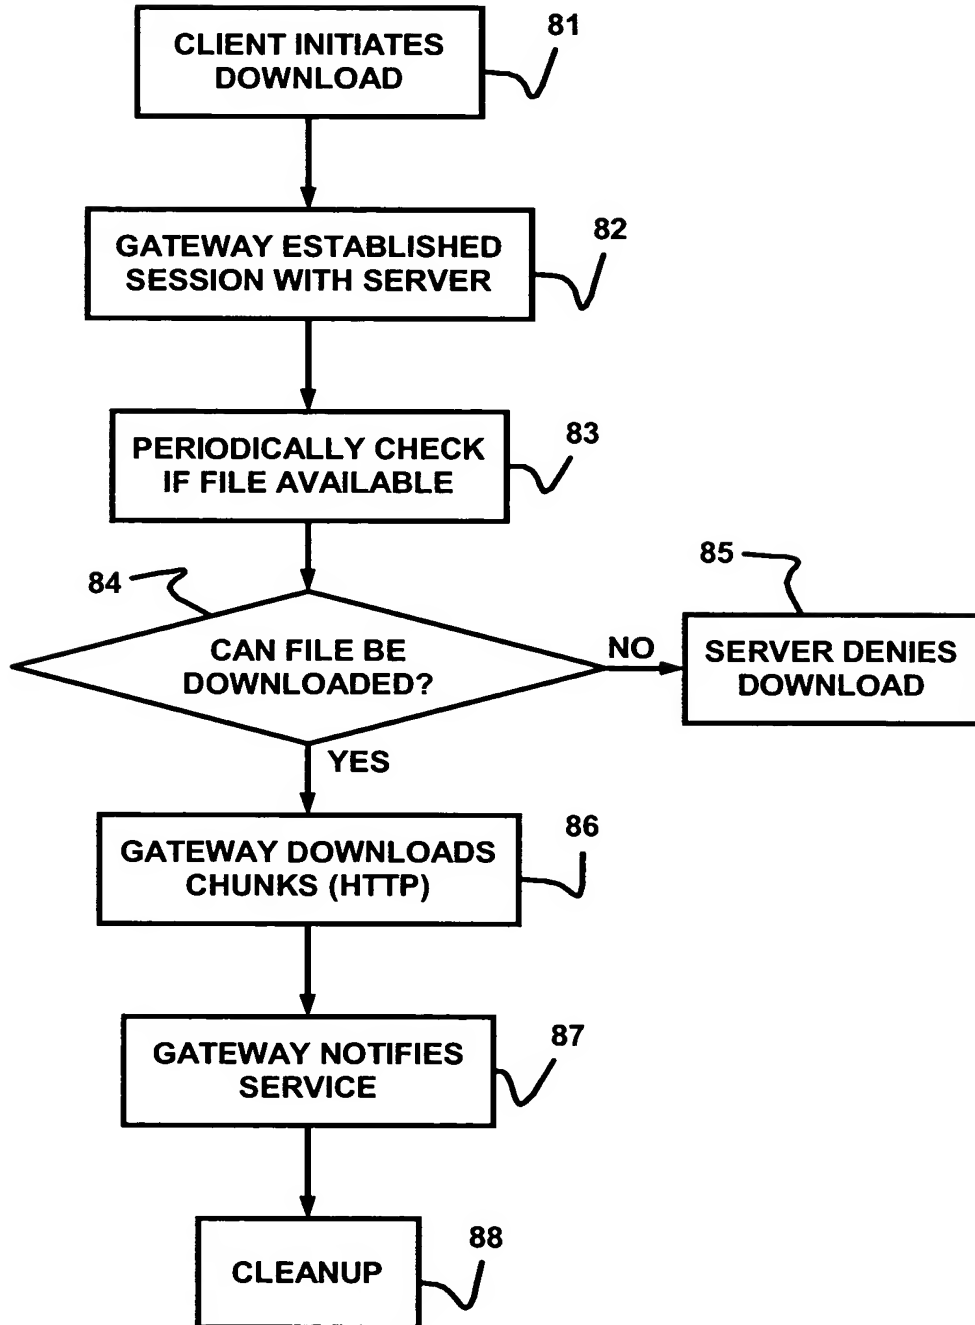 CLIENT INITIATES
DOWNLOAD
81
GATEWAY ESTABLISHED
SESSION WITH SERVER
82
PERIODICALLY CHECK
IF FILE AVAILABLE
83
84
CAN FILE BE
DOWNLOADED?
NO
85
SERVER DENIES
DOWNLOAD
YES
GATEWAY DOWNLOADS
CHUNKS (HTTP)
86
GATEWAY NOTIFIES
SERVICE
87
CLEANUP
88